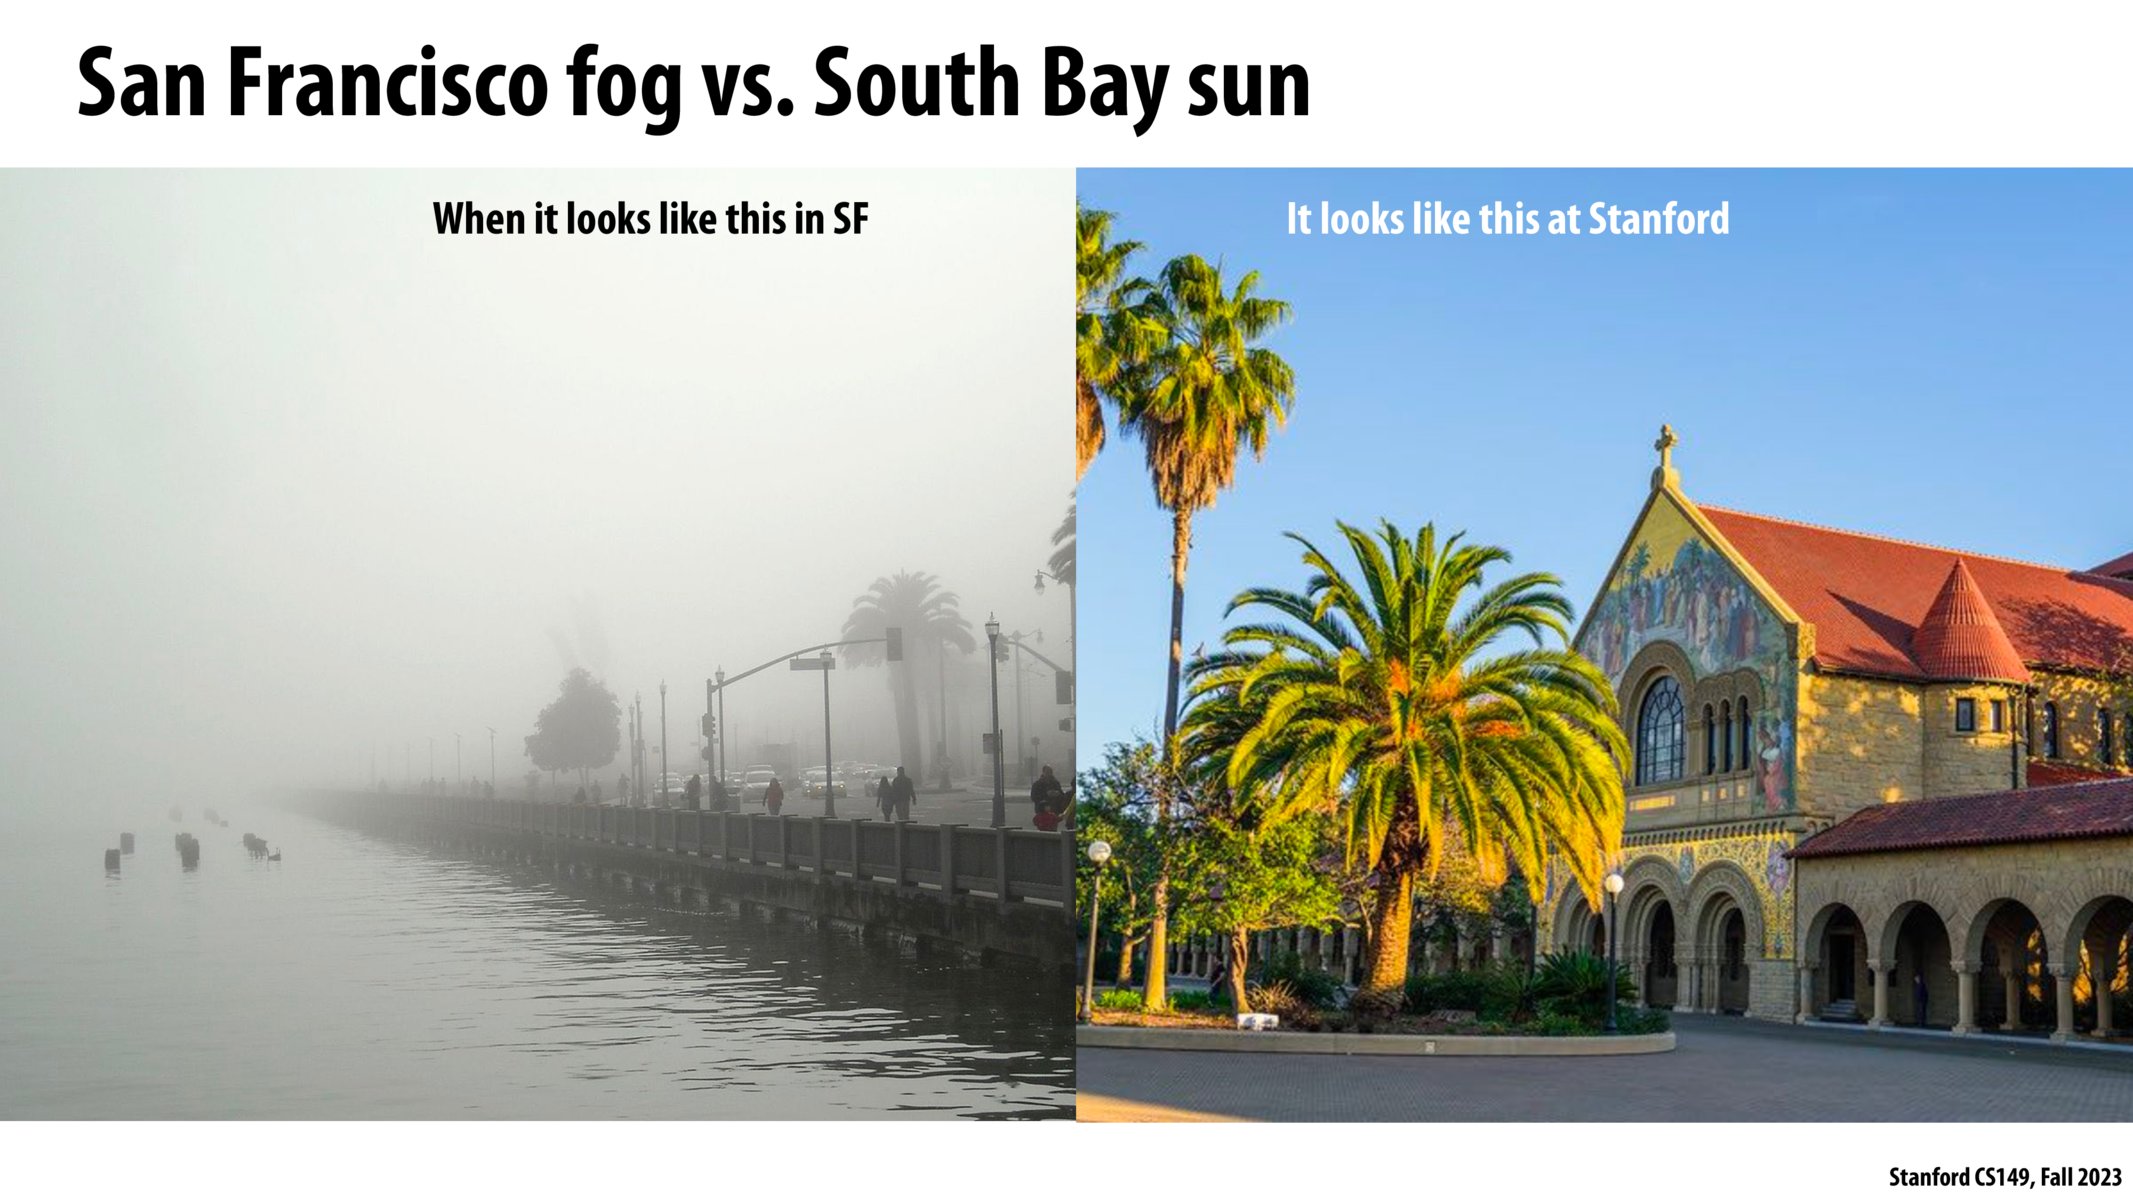 San Francisco fog vs. South Bay sun
When it looks like this in SF
It looks like this at Stanford
Stanford CS149, Fall 2023